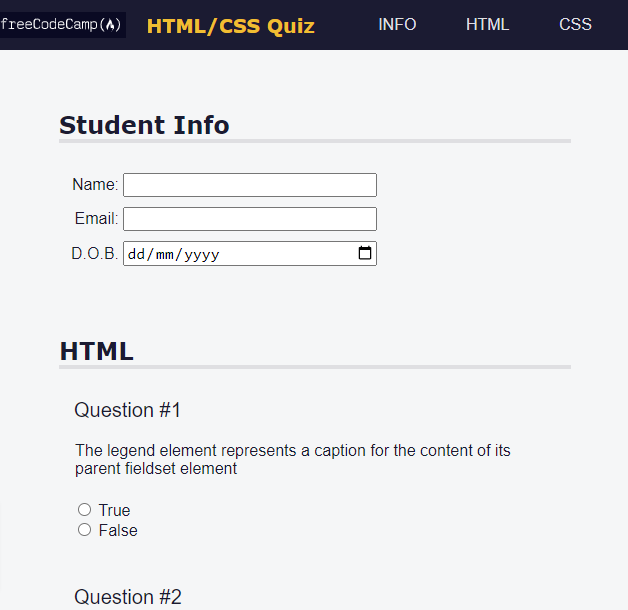 freeCodeCamp(🔥)
HTML/CSS Quiz
INFO
HTML
CSS
Student Info
Name:
Email:
D.O.B.
dd/mm/yyyy
HTML
Question #1
The legend element represents a caption for the content of its
parent fieldset element
True
False
Question #2